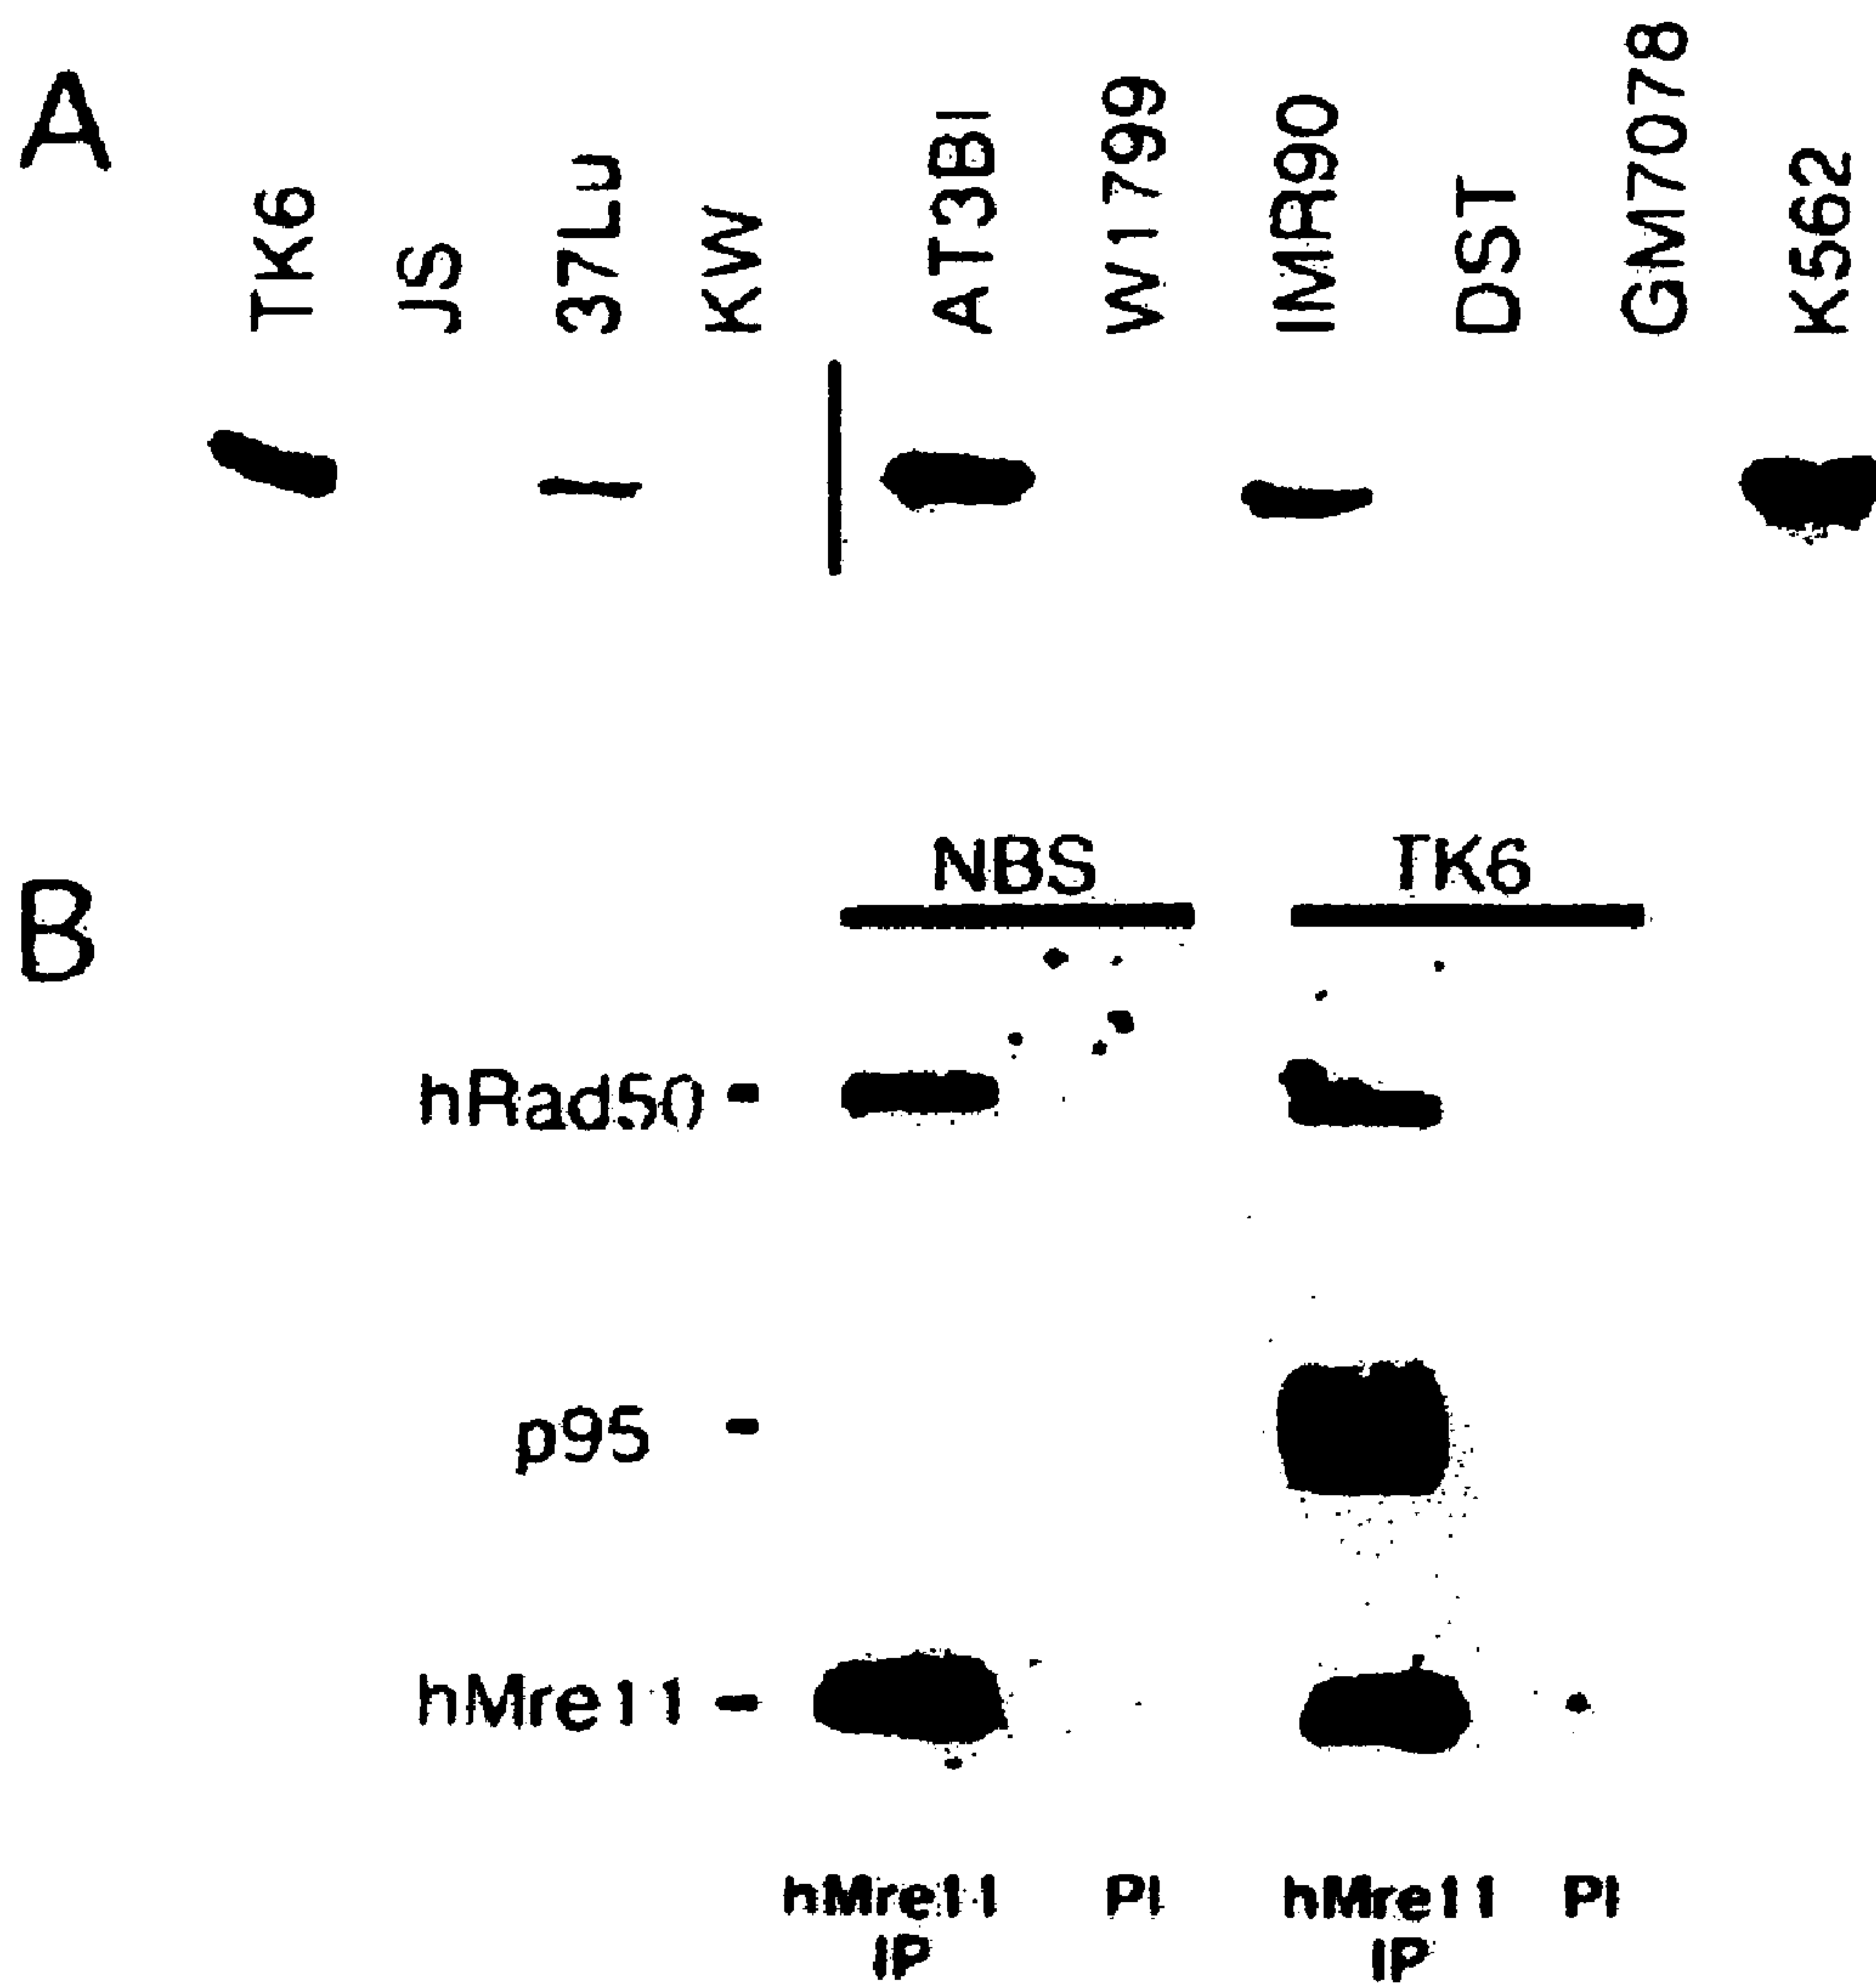 A
TK6
JS
37Lu
KW
AT3BI
W1799
IMR90
DST
GM7078
K562
B
NBS
TK6
hRad50
p95
hMre11
hMre11 IP
PI
hMre11 IP
PI